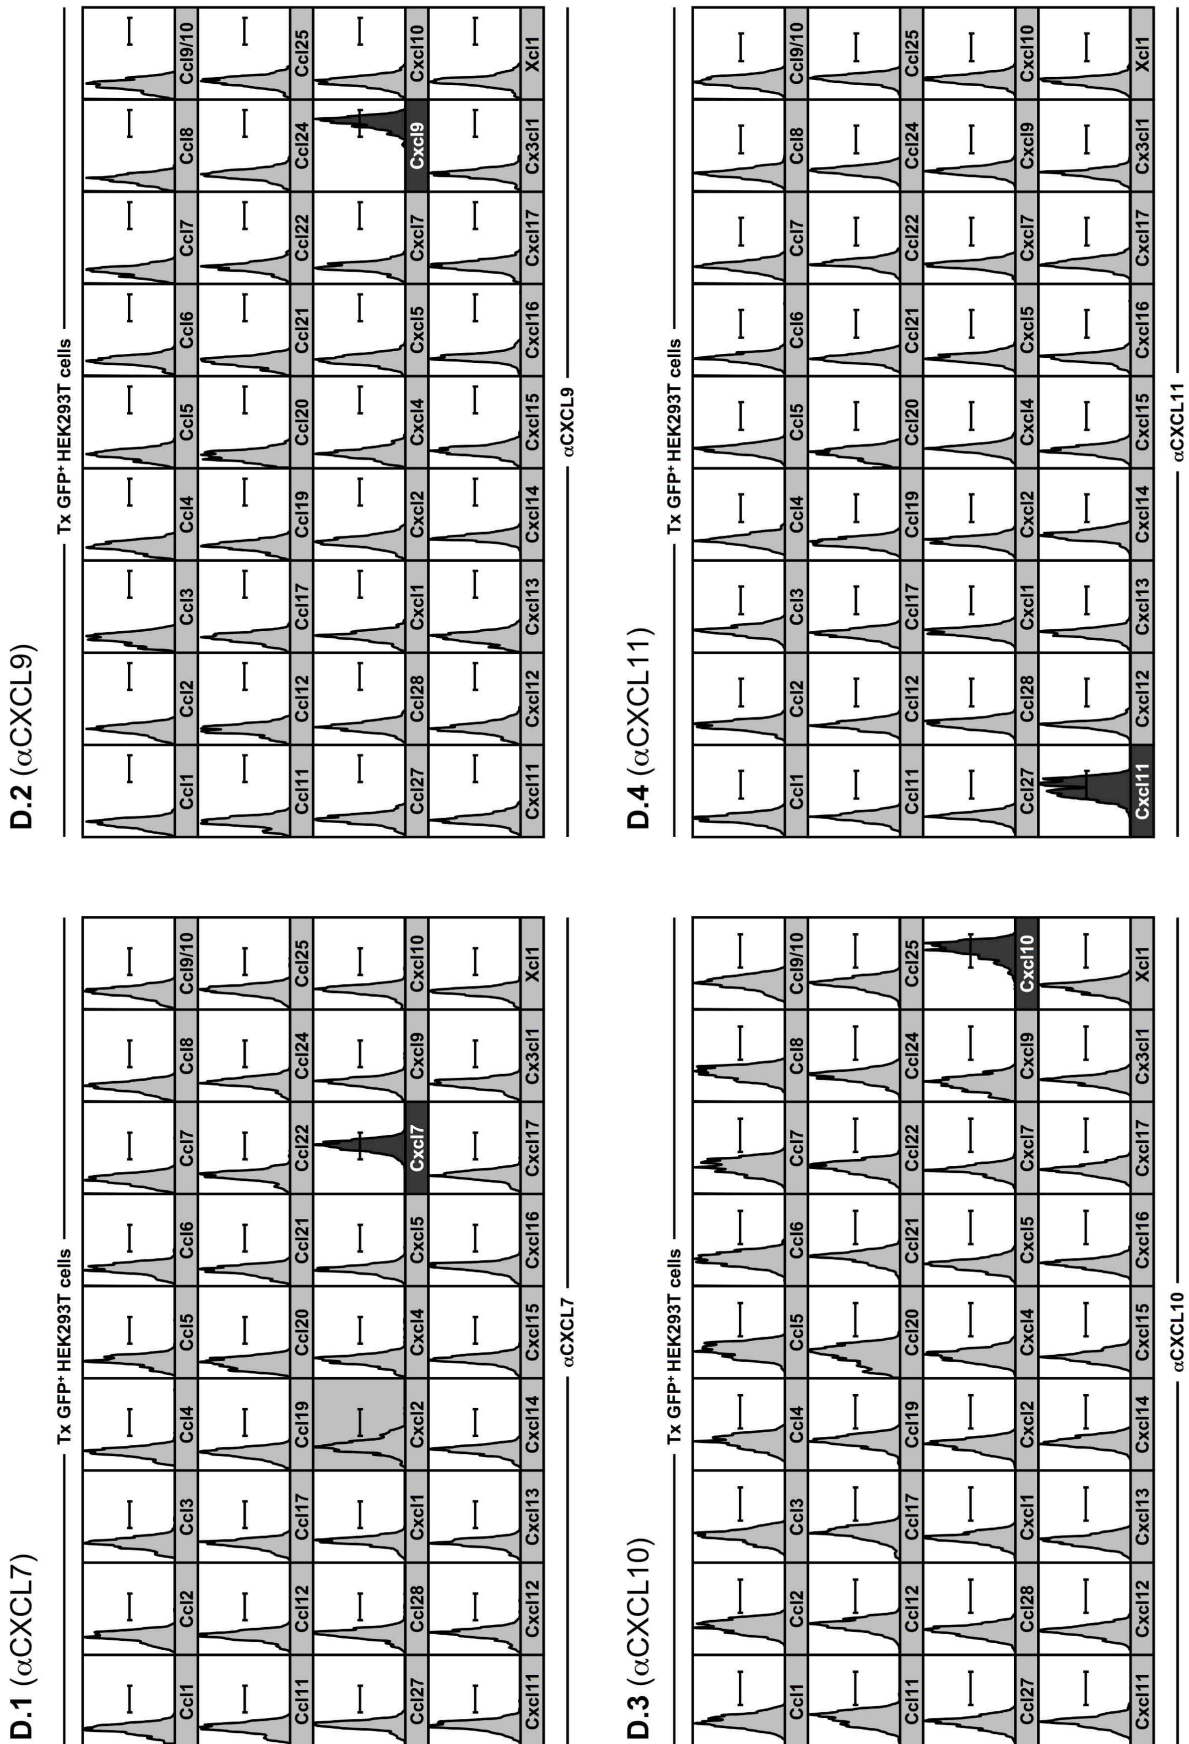 D.1 (αCXCL7)
Tx GFP⁺ HEK293T cells
Ccl1 Ccl2 Ccl3 Ccl4 Ccl5 Ccl6 Ccl7 Ccl8 Ccl9/10
Ccl11 Ccl12 Ccl17 Ccl19 Ccl20 Ccl21 Ccl22 Ccl24 Ccl25
Ccl27 Ccl28 Cxcl1 Cxcl2 Cxcl4 Cxcl5 Cxcl7 Cxcl9 Cxcl10
Cxcl11 Cxcl12 Cxcl13 Cxcl14 Cxcl15 Cxcl16 Cxcl17 Cx3cl1 Xcl1
αCXCL7
D.2 (αCXCL9)
Tx GFP⁺ HEK293T cells
Ccl1 Ccl2 Ccl3 Ccl4 Ccl5 Ccl6 Ccl7 Ccl8 Ccl9/10
Ccl11 Ccl12 Ccl17 Ccl19 Ccl20 Ccl21 Ccl22 Ccl24 Ccl25
Ccl27 Ccl28 Cxcl1 Cxcl2 Cxcl4 Cxcl5 Cxcl7 Cxcl9 Cxcl10
Cxcl11 Cxcl12 Cxcl13 Cxcl14 Cxcl15 Cxcl16 Cxcl17 Cx3cl1 Xcl1
αCXCL9
D.3 (αCXCL10)
Tx GFP⁺ HEK293T cells
Ccl1 Ccl2 Ccl3 Ccl4 Ccl5 Ccl6 Ccl7 Ccl8 Ccl9/10
Ccl11 Ccl12 Ccl17 Ccl19 Ccl20 Ccl21 Ccl22 Ccl24 Ccl25
Ccl27 Ccl28 Cxcl1 Cxcl2 Cxcl4 Cxcl5 Cxcl7 Cxcl9 Cxcl10
Cxcl11 Cxcl12 Cxcl13 Cxcl14 Cxcl15 Cxcl16 Cxcl17 Cx3cl1 Xcl1
αCXCL10
D.4 (αCXCL11)
Tx GFP⁺ HEK293T cells
Ccl1 Ccl2 Ccl3 Ccl4 Ccl5 Ccl6 Ccl7 Ccl8 Ccl9/10
Ccl11 Ccl12 Ccl17 Ccl19 Ccl20 Ccl21 Ccl22 Ccl24 Ccl25
Ccl27 Ccl28 Cxcl1 Cxcl2 Cxcl4 Cxcl5 Cxcl7 Cxcl9 Cxcl10
Cxcl11 Cxcl12 Cxcl13 Cxcl14 Cxcl15 Cxcl16 Cxcl17 Cx3cl1 Xcl1
αCXCL11